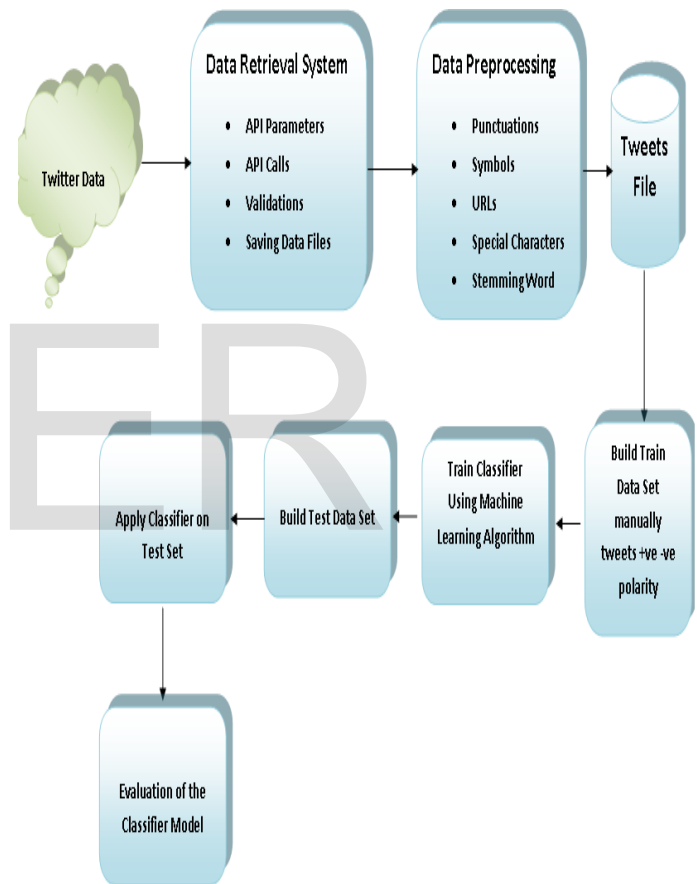 Twitter Data
Data Retrieval System
• API Parameters
• API Calls
• Validations
• Saving Data Files
Data Preprocessing
• Punctuations
• Symbols
• URLs
• Special Characters
• Stemming Word
Tweets
File
Build Train
Data Set
manually
tweets +ve -ve
polarity
Train Classifier
Using Machine
Learning Algorithm
Build Test Data Set
Apply Classifier on
Test Set
Evaluation of the
Classifier Model
ER